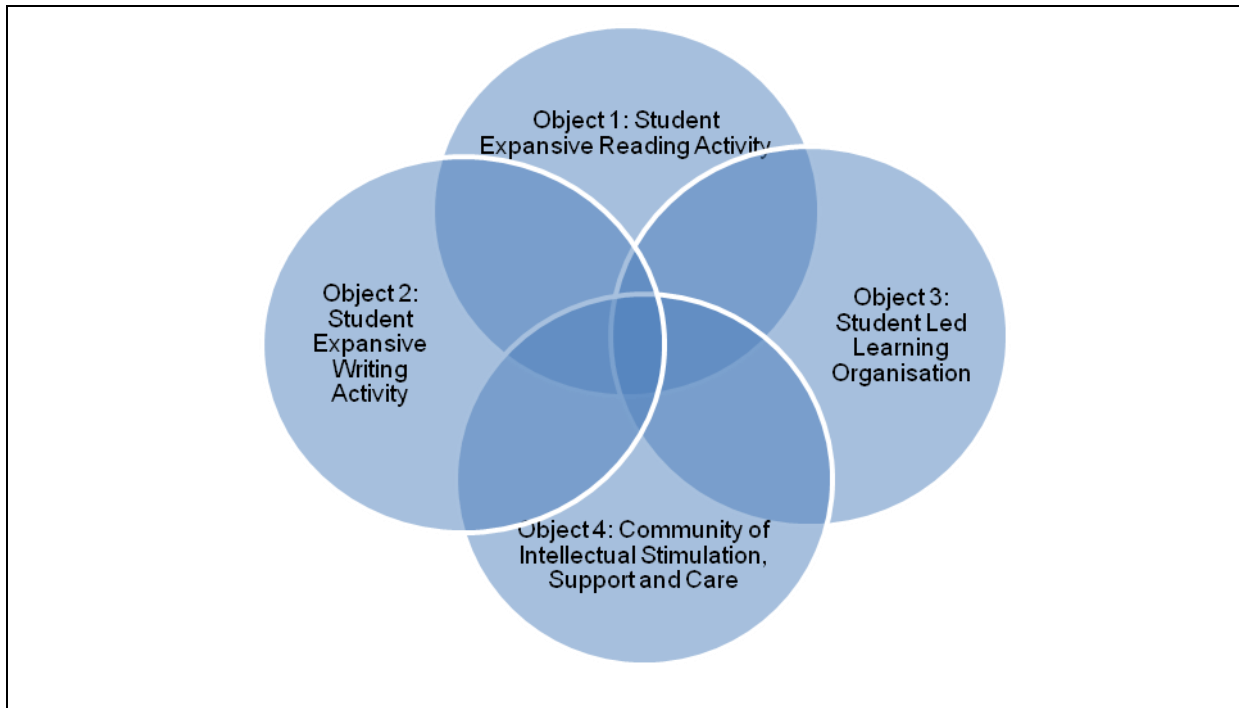 Object 1: Student
Expansive Reading Activity
Object 2:
Student
Expansive
Writing
Activity
Object 3:
Student Led
Learning
Organisation
Object 4: Community of
Intellectual Stimulation,
Support and Care